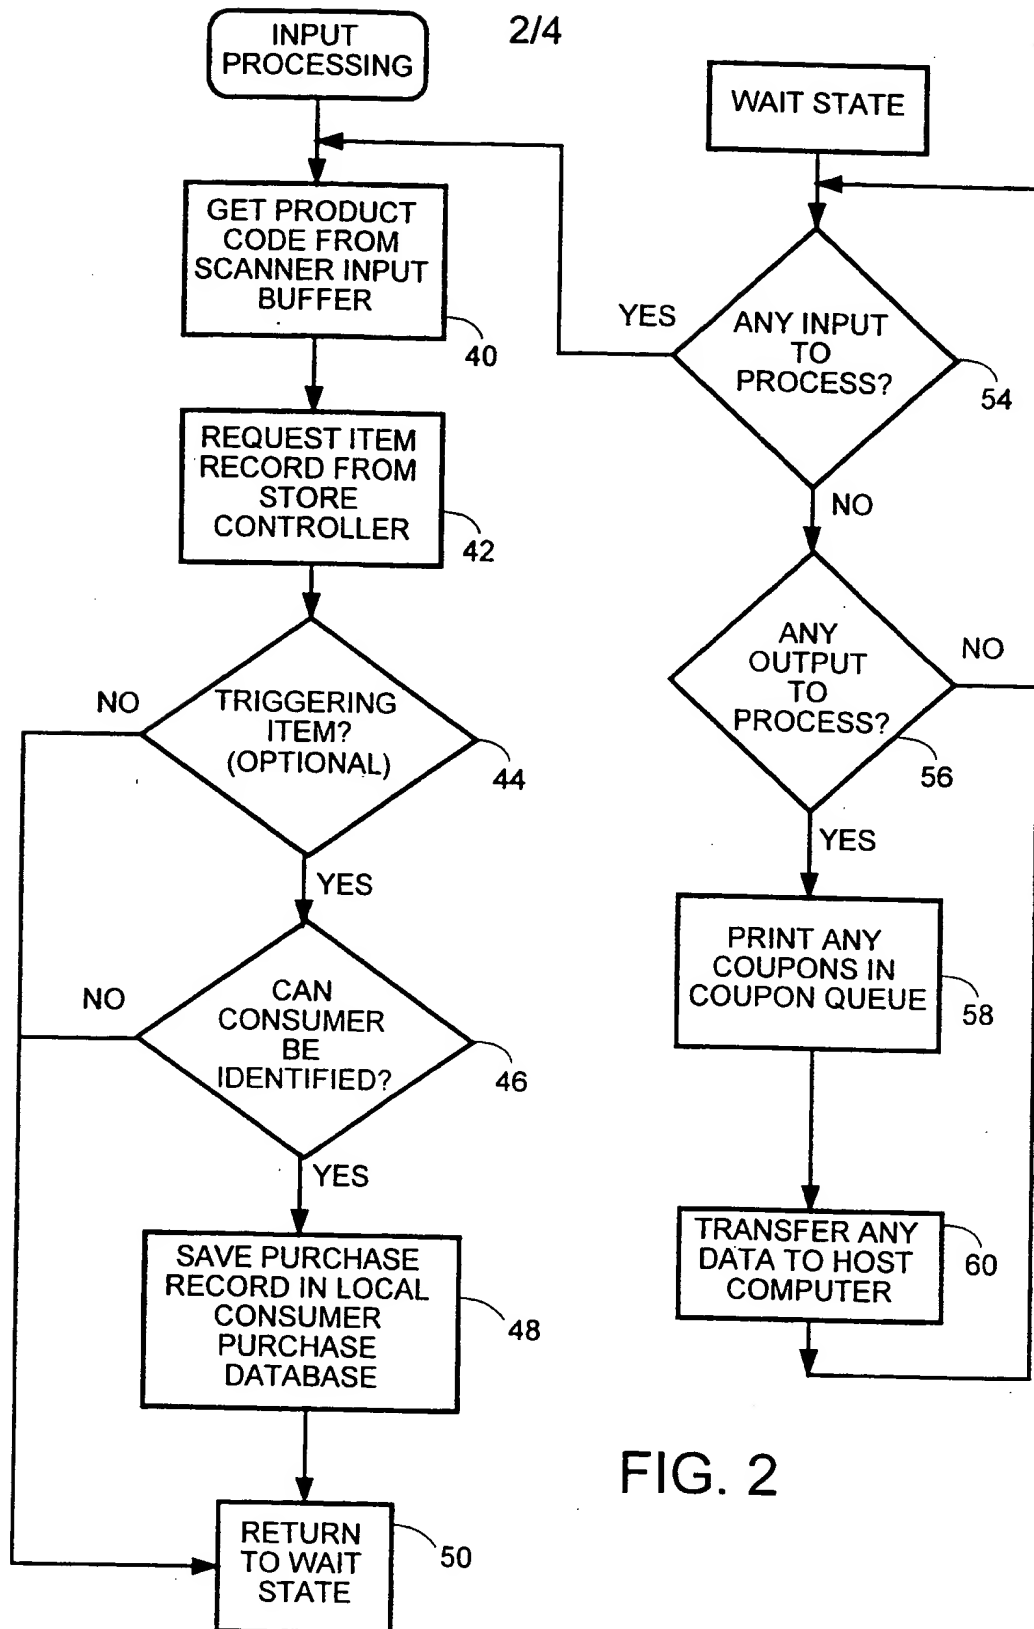 2/4
INPUT
PROCESSING
GET PRODUCT
CODE FROM
SCANNER INPUT
BUFFER
40
REQUEST ITEM
RECORD FROM
STORE
CONTROLLER
42
TRIGGERING
ITEM?
(OPTIONAL)
44
NO
YES
CAN
CONSUMER
BE
IDENTIFIED?
46
NO
YES
SAVE PURCHASE
RECORD IN LOCAL
CONSUMER
PURCHASE
DATABASE
48
RETURN
TO WAIT
STATE
50
WAIT STATE
ANY INPUT
TO
PROCESS?
54
YES
NO
ANY
OUTPUT
TO
PROCESS?
56
NO
YES
PRINT ANY
COUPONS IN
COUPON QUEUE
58
TRANSFER ANY
DATA TO HOST
COMPUTER
60
FIG. 2